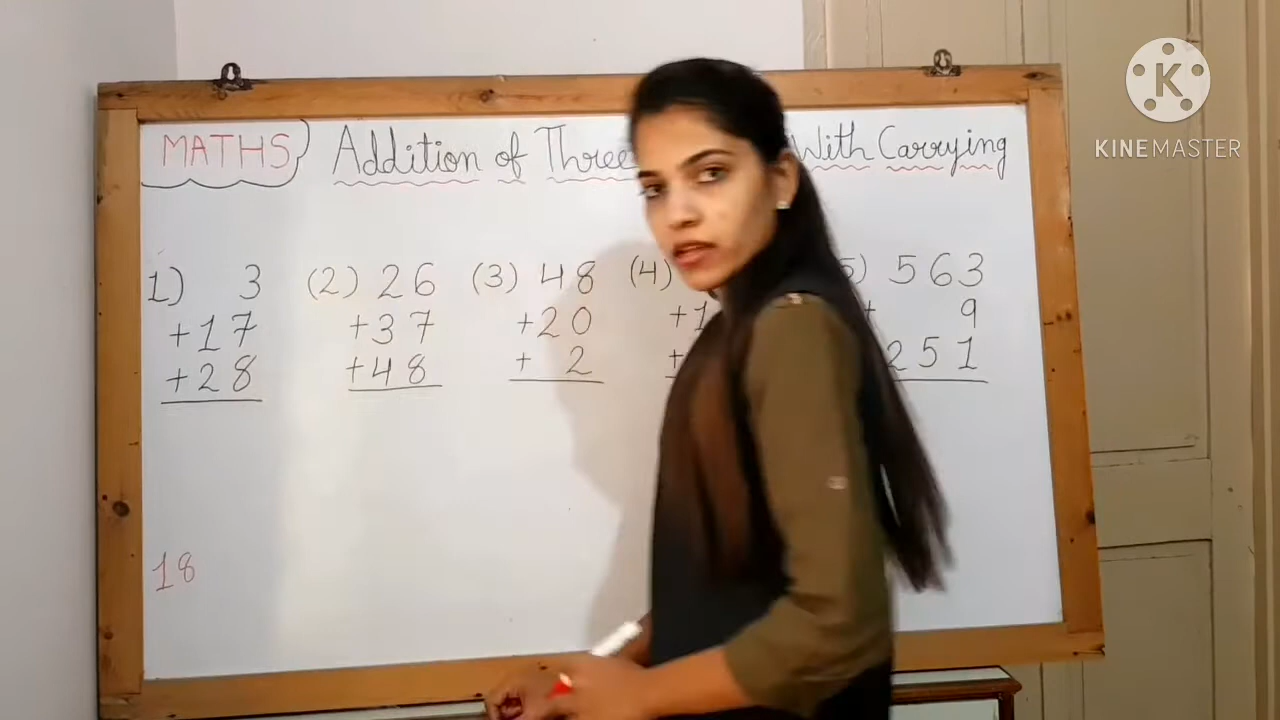 MATHS Addition of Three With Carrying
1) 3 (2) 26 (3) 48 (4) 5) 563
+17 +37 +20 +1 + 9
+28 +48 + 2 + 251
18
K
KINEMASTER